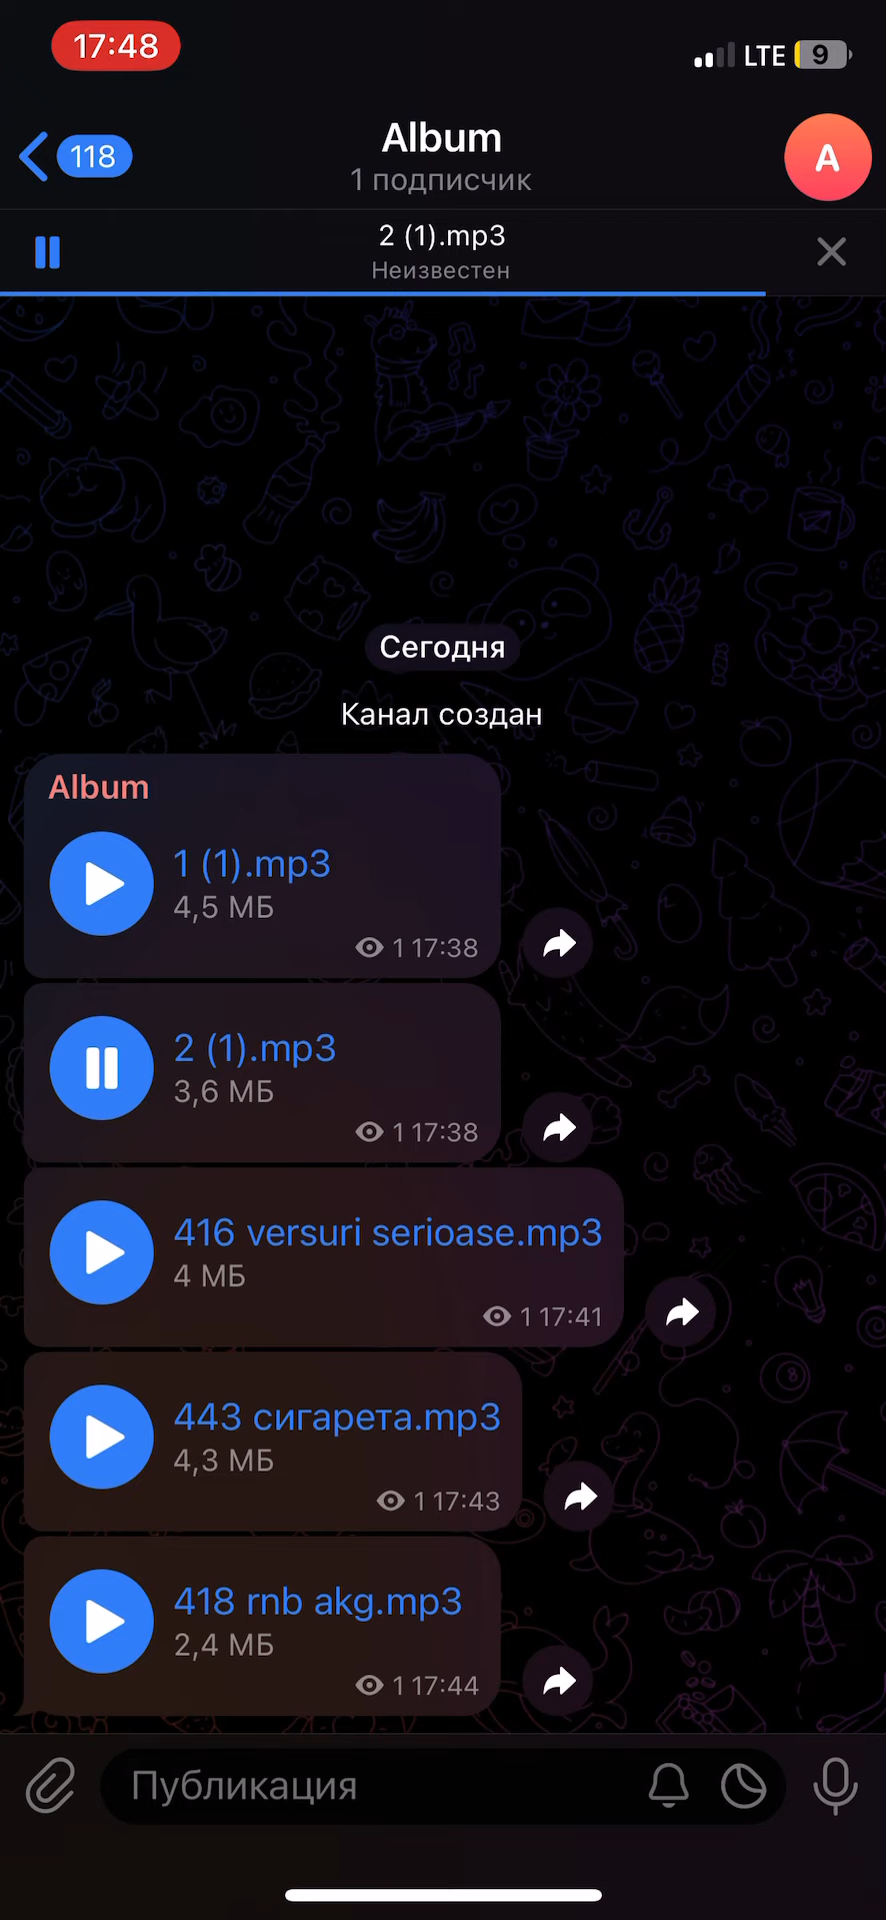 17:48
LTE 9
118
Album
A
1 подписчик
2 (1).mp3
Неизвестен
Сегодня
Канал создан
Album
1 (1).mp3
4,5 МБ
1 17:38
2 (1).mp3
3,6 МБ
1 17:38
416 versuri serioase.mp3
4 МБ
1 17:41
443 сигарета.mp3
4,3 МБ
1 17:43
418 rnb akg.mp3
2,4 МБ
1 17:44
Публикация